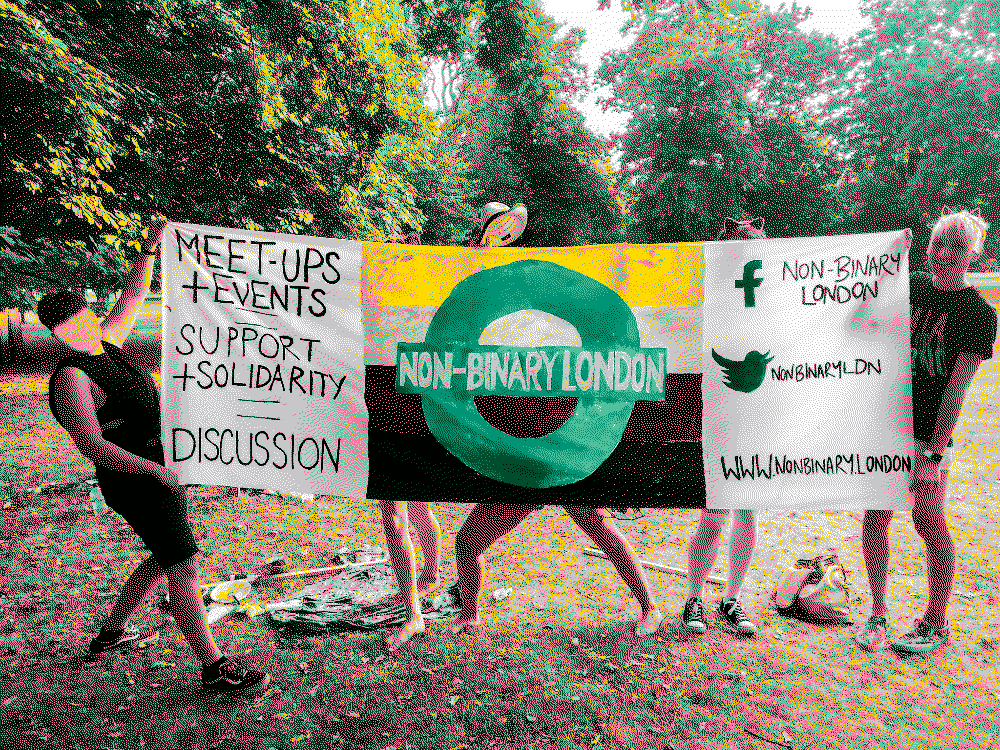 MEET-UPS
+EVENTS
SUPPORT
+SOLIDARITY
DISCUSSION
NON-BINARY LONDON
f NON-BINARY
LONDON
NONBINARYLDN
WWW.NONBINARY.LONDON